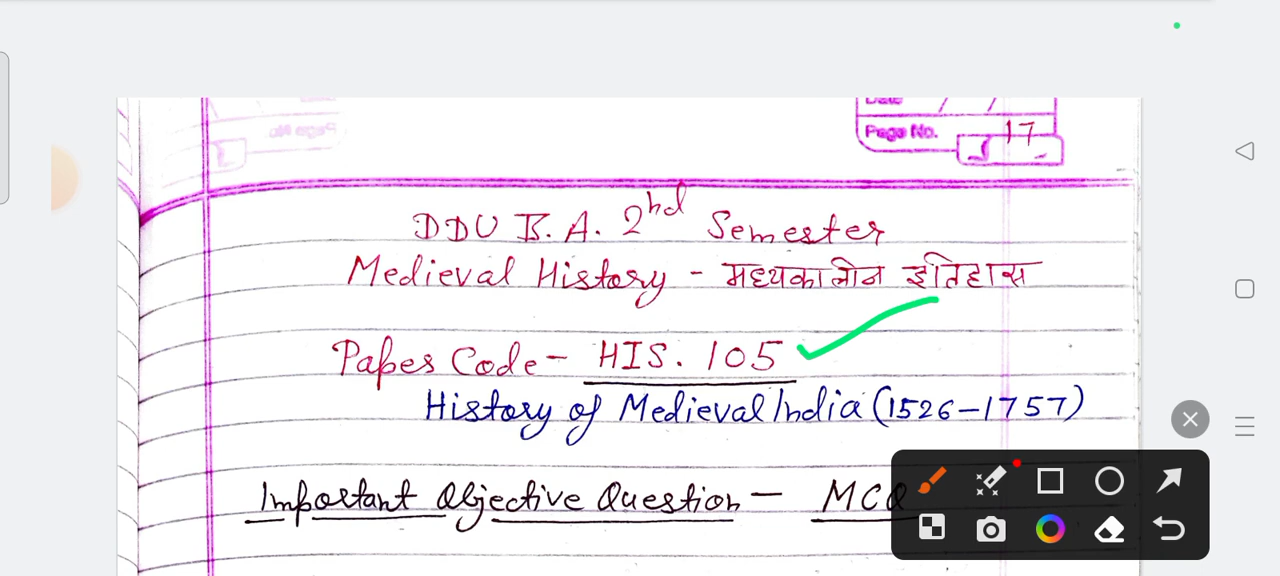 Date / /
Page No. 17
DDU B.A. 2nd Semester
Medieval History - मध्यकालीन इतिहास
Paper Code - HIS. 105
History of Medieval India (1526-1757)
Important Objective Question - MCQ